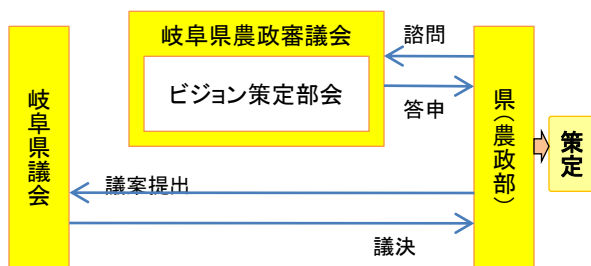 岐阜県農政審議会
諮問
ビジョン策定部会
答申
岐阜県議会
県(農政部)
策定
議案提出
議決